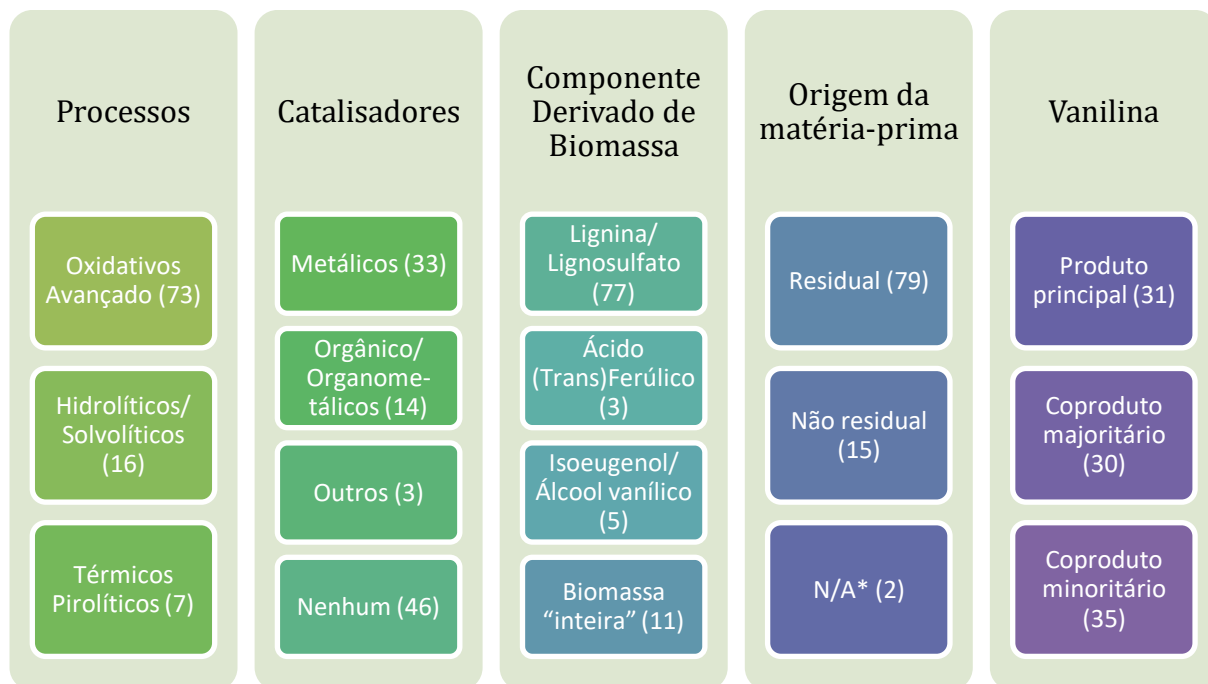 Processos
Oxidativos
Avançado (73)
Hidrolíticos/
Solvolíticos
(16)
Térmicos
Pirolíticos (7)
Catalisadores
Metálicos (33)
Orgânico/
Organome-
tálicos (14)
Outros (3)
Nenhum (46)
Componente
Derivado de
Biomassa
Lignina/
Lignosulfato
(77)
Ácido
(Trans)Ferúlico
(3)
Isoeugenol/
Álcool vanílico
(5)
Biomassa
“inteira” (11)
Origem da
matéria-prima
Residual (79)
Não residual
(15)
N/A* (2)
Vanilina
Produto
principal (31)
Coproduto
majoritário
(30)
Coproduto
minoritário
(35)